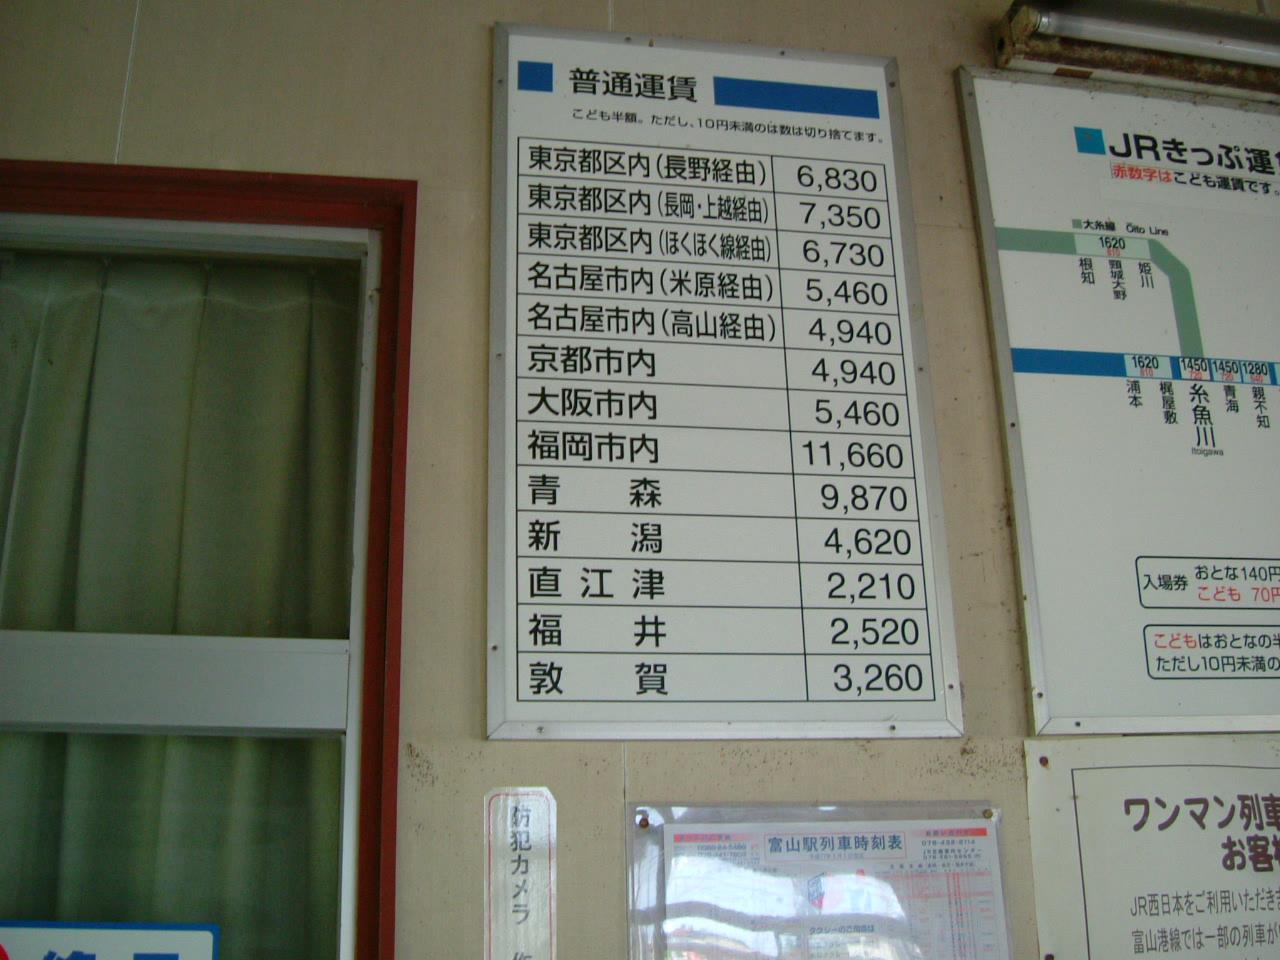 普通運賃
こども半額。ただし、10円未満のは数は切り捨てます。
東京都区内(長野経由) 6,830
東京都区内(長岡・上越経由) 7,350
東京都区内(ほくほく線経由) 6,730
名古屋市内(米原経由) 5,460
名古屋市内(高山経由) 4,940
京都市内 4,940
大阪市内 5,460
福岡市内 11,660
青森 9,870
新潟 4,620
直江津 2,210
福井 2,520
敦賀 3,260
JRきっぷ運
赤数字はこども運賃です。
大糸線 Ōito Line
1620
810
根知
頸城大野
姫川
1620 1450 1450 1280
810 720 720 640
浦本
梶屋敷
糸魚川
Itoigawa
青海
親不知
入場券 おとな140円
こども 70円
こどもはおとなの半
ただし10円未満の
防犯カメラ
富山駅列車時刻表
ワンマン列車
お客様
JR西日本をご利用いただき
富山港線では一部の列車が